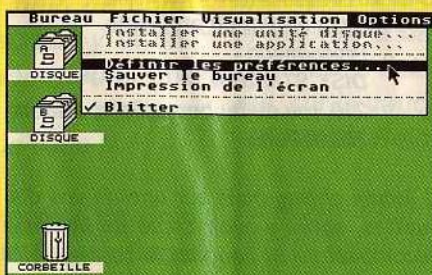 Bureau Fichier Visualisation Options
Installer une unité disque...
Installer une application...
Définir les préférences...
Sauver le bureau
Impression de l'écran
✓ Blitter
A
DISQUE
B
DISQUE
CORBEILLE